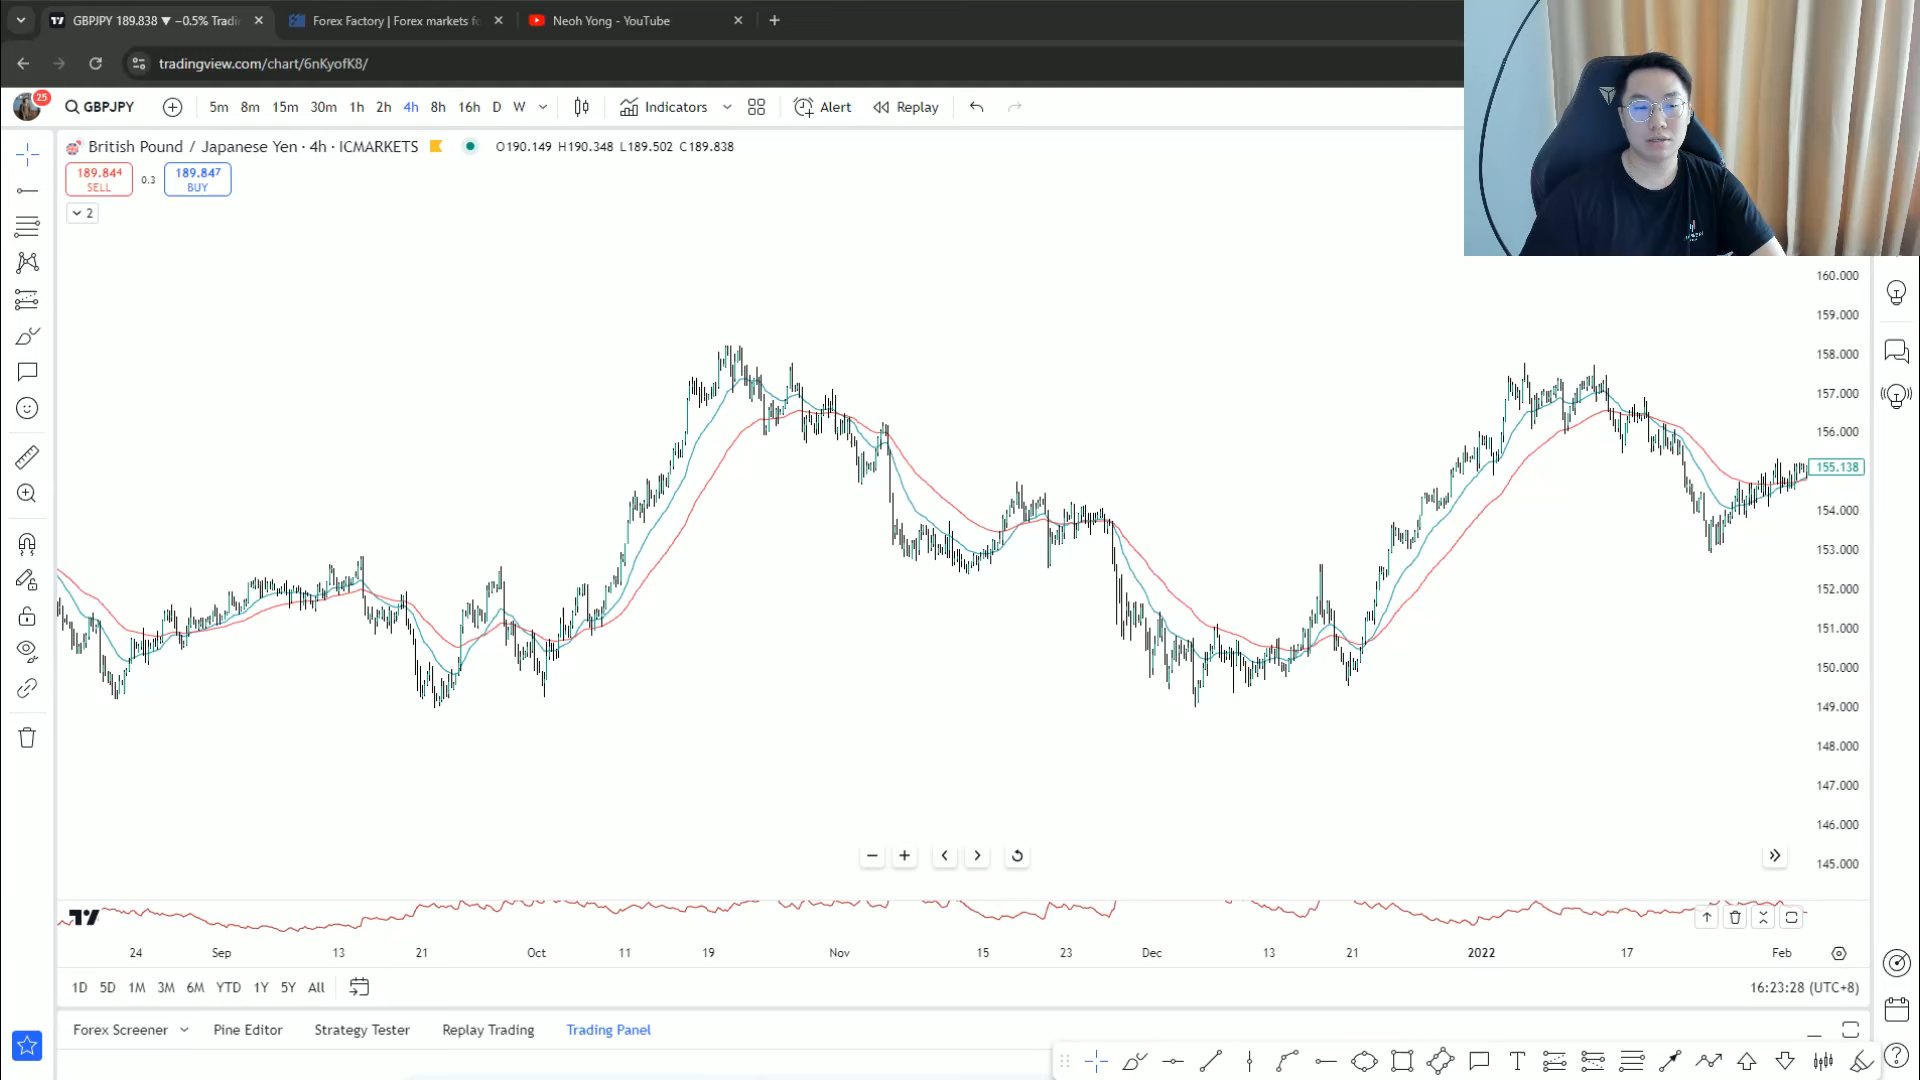 GBPJPY 189.838 ▼ −0.5% Tradi
Forex Factory | Forex markets fo
Neoh Yong - YouTube
tradingview.com/chart/6nKyofK8/
25
GBPJPY
5m 8m 15m 30m 1h 2h 4h 8h 16h D W
Indicators
Alert
Replay
British Pound / Japanese Yen · 4h · ICMARKETS
O190.149 H190.348 L189.502 C189.838
189.844
SELL
0.3
189.847
BUY
2
160.000
159.000
158.000
157.000
156.000
155.138
154.000
153.000
152.000
151.000
150.000
149.000
148.000
147.000
146.000
145.000
24 Sep 13 21 Oct 11 19 Nov 15 23 Dec 13 21 2022 17 Feb
1D 5D 1M 3M 6M YTD 1Y 5Y All
16:23:28 (UTC+8)
Forex Screener
Pine Editor
Strategy Tester
Replay Trading
Trading Panel